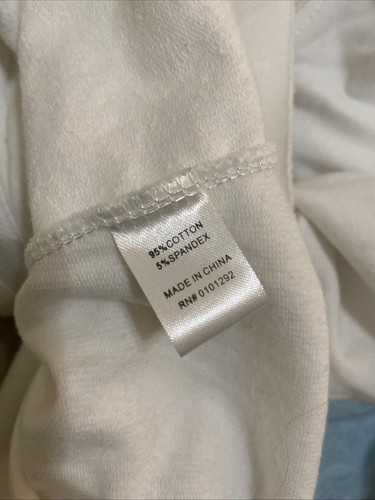 95%COTTON
5%SPANDEX
MADE IN CHINA
RN# 0101292